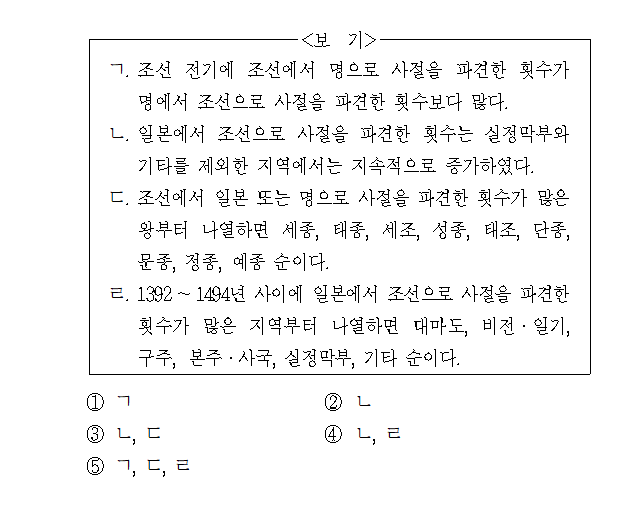 <보 기>
ㄱ. 조선 전기에 조선에서 명으로 사절을 파견한 횟수가
명에서 조선으로 사절을 파견한 횟수보다 많다.
ㄴ. 일본에서 조선으로 사절을 파견한 횟수는 실정막부와
기타를 제외한 지역에서는 지속적으로 증가하였다.
ㄷ. 조선에서 일본 또는 명으로 사절을 파견한 횟수가 많은
왕부터 나열하면 세종, 태종, 세조, 성종, 태조, 단종,
문종, 정종, 예종 순이다.
ㄹ. 1392 ~ 1494년 사이에 일본에서 조선으로 사절을 파견한
횟수가 많은 지역부터 나열하면 대마도, 비전·일기,
구주, 본주·사국, 실정막부, 기타 순이다.
① ㄱ ② ㄴ
③ ㄴ, ㄷ ④ ㄴ, ㄹ
⑤ ㄱ, ㄷ, ㄹ